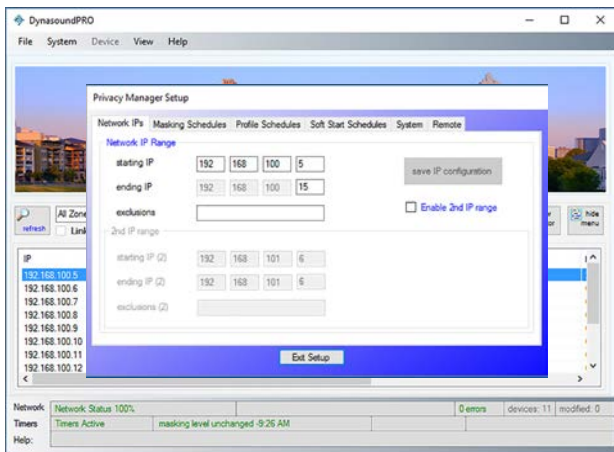 DynasoundPRO
File System Device View Help
Privacy Manager Setup
Network IPs Masking Schedules Profile Schedules Soft Start Schedules System Remote
Network IP Range
starting IP 192 168 100 5
save IP configuration
ending IP 192 168 100 15
Enable 2nd IP range
exclusions
2nd IP range
starting IP (2) 192 168 101 6
ending IP (2) 192 168 101 6
exclusions (2)
Exit Setup
refresh
All Zone
Link
hide
menu
IP
192.168.100.5
192.168.100.6
192.168.100.7
192.168.100.8
192.168.100.9
192.168.100.10
192.168.100.11
192.168.100.12
Network Network Status 100% 0 errors devices: 11 modified: 0
Timers Timers Active masking level unchanged -9:26 AM
Help: